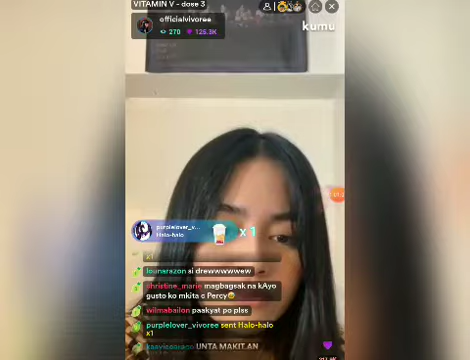 VITAMIN V - dose 3
officialvivoree
270 125.3K
kumu
purplelover_v...
Halo-halo
x 1
x1
lounarazon si drewwwwwew
christine_marie magbagsak na kAyo
gusto ko mkita c Percy
wilmabailon paakyat po plss
purplelover_vivoree sent Halo-halo
x1
UNTA MAKIT.AN